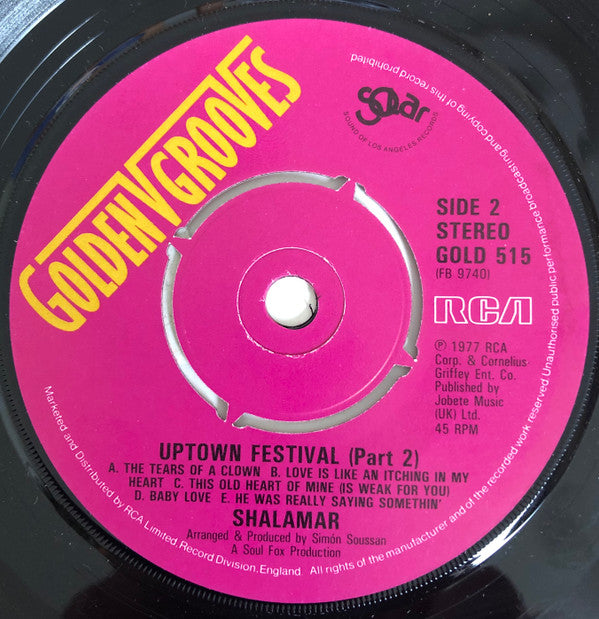 GOLDEN GROOVES
Solar
SOUND OF LOS ANGELES RECORDS
SIDE 2
STEREO
GOLD 515
(FB 9740)
RCA
℗ 1977 RCA
Corp. & Cornelius
Griffey Ent. Co.
Published by
Jobete Music
(UK) Ltd.
45 RPM
UPTOWN FESTIVAL (Part 2)
A. THE TEARS OF A CLOWN B. LOVE IS LIKE AN ITCHING IN MY
HEART C. THIS OLD HEART OF MINE (IS WEAK FOR YOU)
D. BABY LOVE E. HE WAS REALLY SAYING SOMETHIN'
SHALAMAR
Arranged & Produced by Simón Soussan
A Soul Fox Production
Marketed and Distributed by RCA Limited, Record Division, England. All rights of the manufacturer and of the owner of the recorded work reserved. Unauthorised public performance broadcasting and copying of this record prohibited